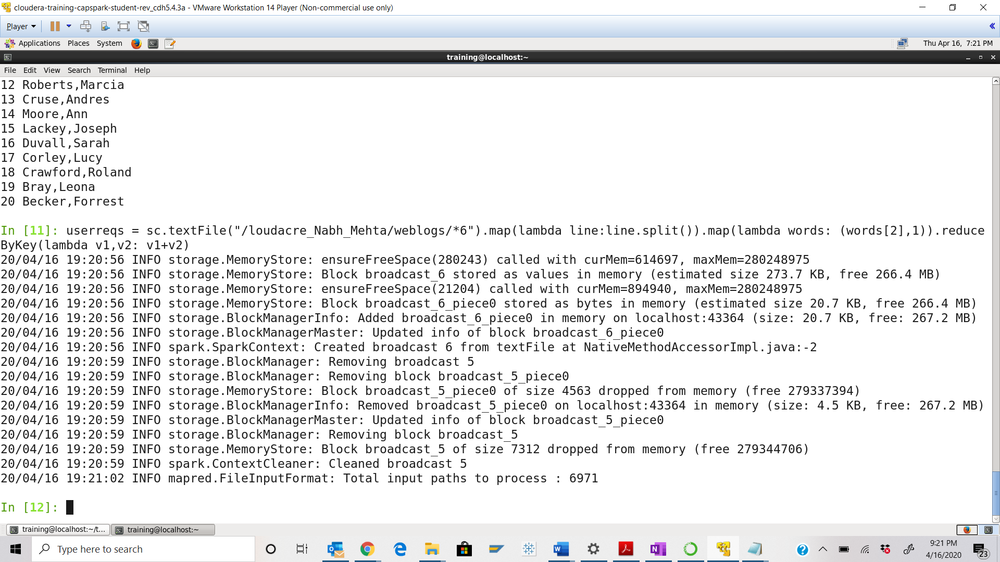 cloudera-training-capspark-student-rev_cdh5.4.3a - VMware Workstation 14 Player (Non-commercial use only)
Player
Applications Places System Thu Apr 16, 7:21 PM
training@localhost:~
File Edit View Search Terminal Help
12 Roberts,Marcia
13 Cruse,Andres
14 Moore,Ann
15 Lackey,Joseph
16 Duvall,Sarah
17 Corley,Lucy
18 Crawford,Roland
19 Bray,Leona
20 Becker,Forrest
In [11]: userreqs = sc.textFile("/loudacre_Nabh_Mehta/weblogs/*6").map(lambda line:line.split()).map(lambda words: (words[2],1)).reduce
ByKey(lambda v1,v2: v1+v2)
20/04/16 19:20:56 INFO storage.MemoryStore: ensureFreeSpace(280243) called with curMem=614697, maxMem=280248975
20/04/16 19:20:56 INFO storage.MemoryStore: Block broadcast_6 stored as values in memory (estimated size 273.7 KB, free 266.4 MB)
20/04/16 19:20:56 INFO storage.MemoryStore: ensureFreeSpace(21204) called with curMem=894940, maxMem=280248975
20/04/16 19:20:56 INFO storage.MemoryStore: Block broadcast_6_piece0 stored as bytes in memory (estimated size 20.7 KB, free 266.4 MB)
20/04/16 19:20:56 INFO storage.BlockManagerInfo: Added broadcast_6_piece0 in memory on localhost:43364 (size: 20.7 KB, free: 267.2 MB)
20/04/16 19:20:56 INFO storage.BlockManagerMaster: Updated info of block broadcast_6_piece0
20/04/16 19:20:56 INFO spark.SparkContext: Created broadcast 6 from textFile at NativeMethodAccessorImpl.java:-2
20/04/16 19:20:59 INFO storage.BlockManager: Removing broadcast 5
20/04/16 19:20:59 INFO storage.BlockManager: Removing block broadcast_5_piece0
20/04/16 19:20:59 INFO storage.MemoryStore: Block broadcast_5_piece0 of size 4563 dropped from memory (free 279337394)
20/04/16 19:20:59 INFO storage.BlockManagerInfo: Removed broadcast_5_piece0 on localhost:43364 in memory (size: 4.5 KB, free: 267.2 MB)
20/04/16 19:20:59 INFO storage.BlockManagerMaster: Updated info of block broadcast_5_piece0
20/04/16 19:20:59 INFO storage.BlockManager: Removing block broadcast_5
20/04/16 19:20:59 INFO storage.MemoryStore: Block broadcast_5 of size 7312 dropped from memory (free 279344706)
20/04/16 19:20:59 INFO spark.ContextCleaner: Cleaned broadcast 5
20/04/16 19:21:02 INFO mapred.FileInputFormat: Total input paths to process : 6971
In [12]:
training@localhost:~/t... training@localhost:~
Type here to search
9:21 PM
4/16/2020
23